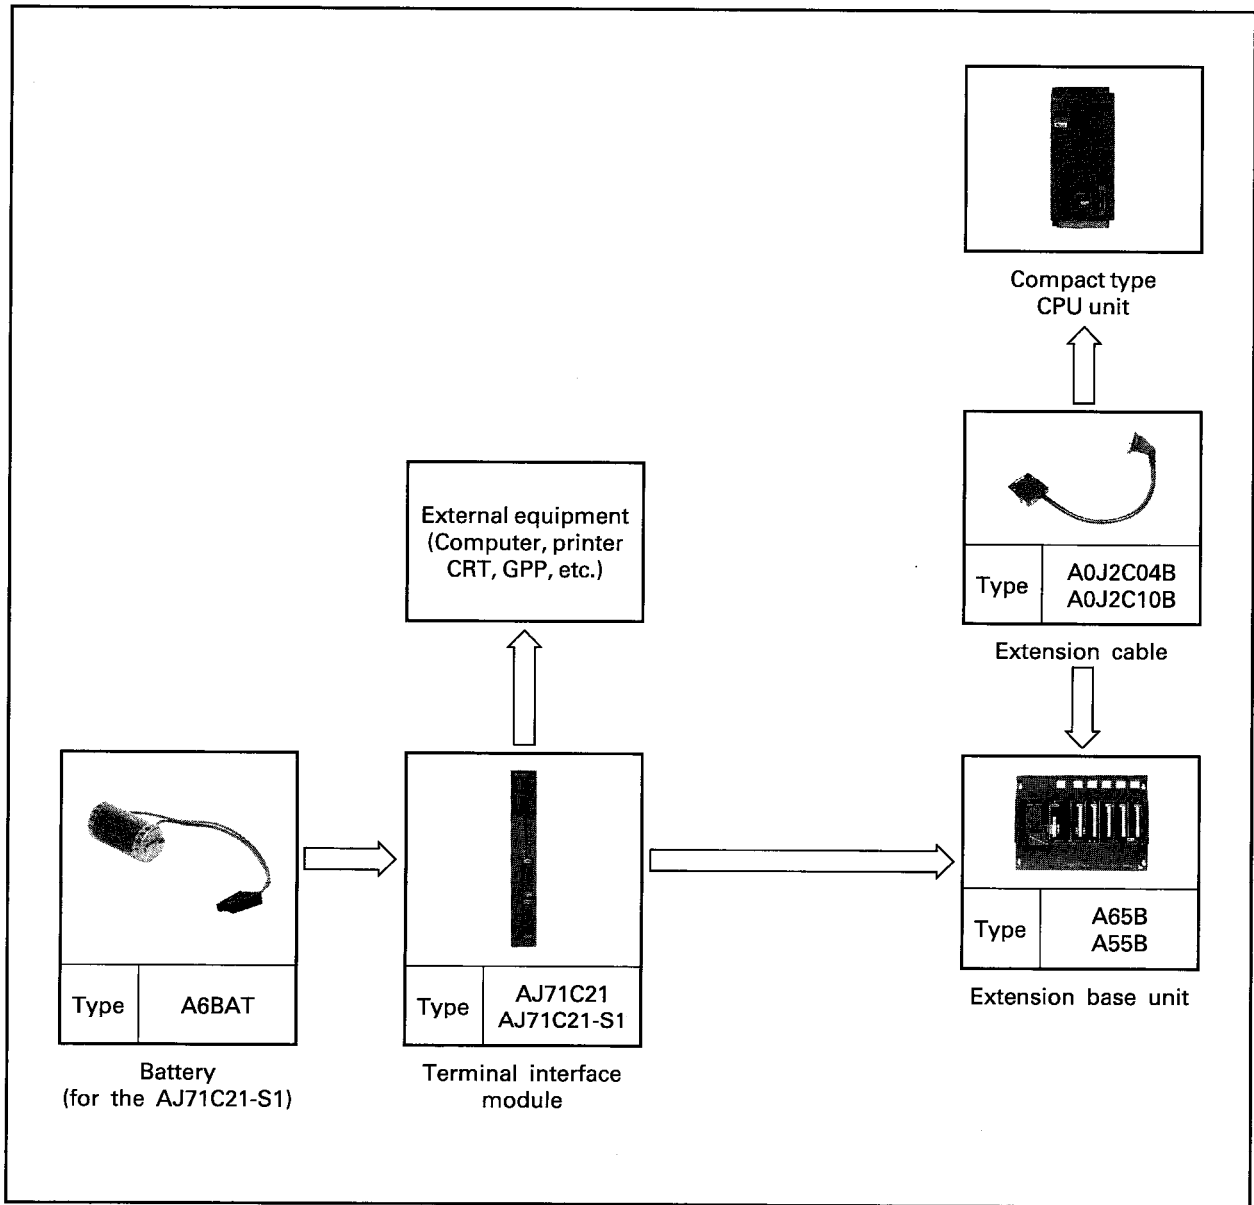 Compact type
CPU unit
External equipment
(Computer, printer
CRT, GPP, etc.)
Type
A0J2C04B
A0J2C10B
Extension cable
Type
A6BAT
Battery
(for the AJ71C21-S1)
Type
AJ71C21
AJ71C21-S1
Terminal interface
module
Type
A65B
A55B
Extension base unit